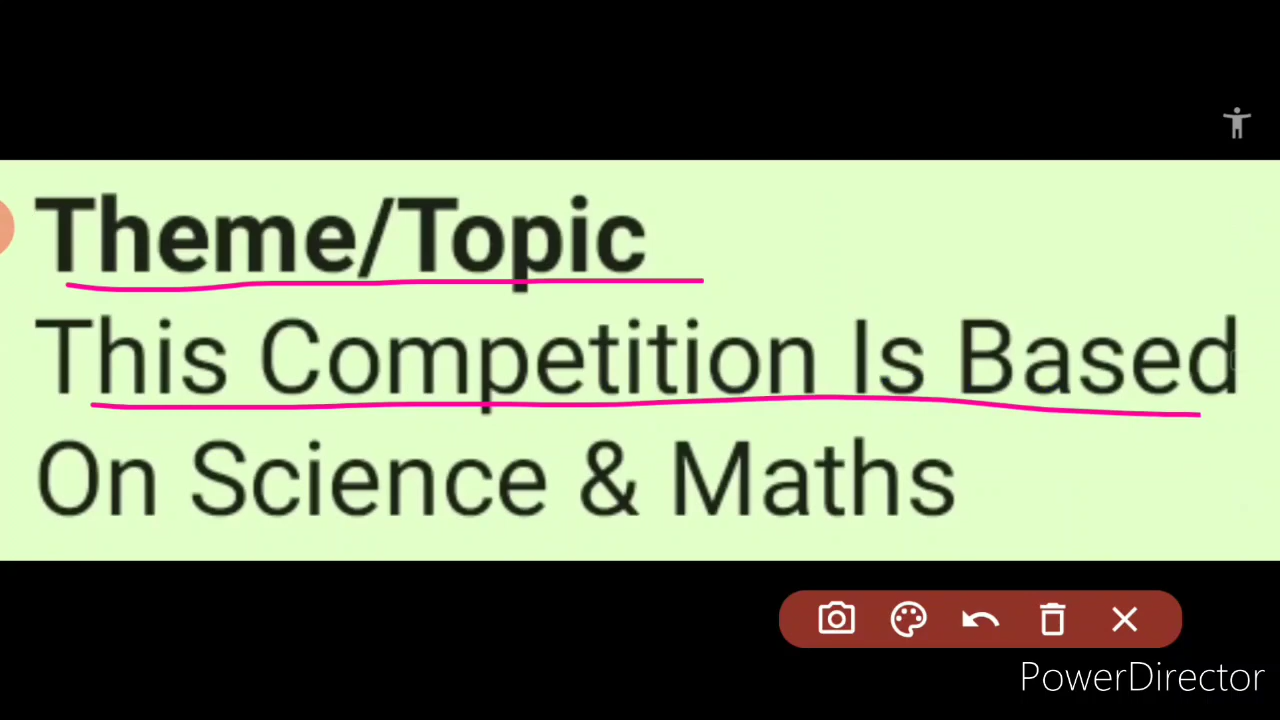 Theme/Topic
This Competition Is Based
On Science & Maths
PowerDirector